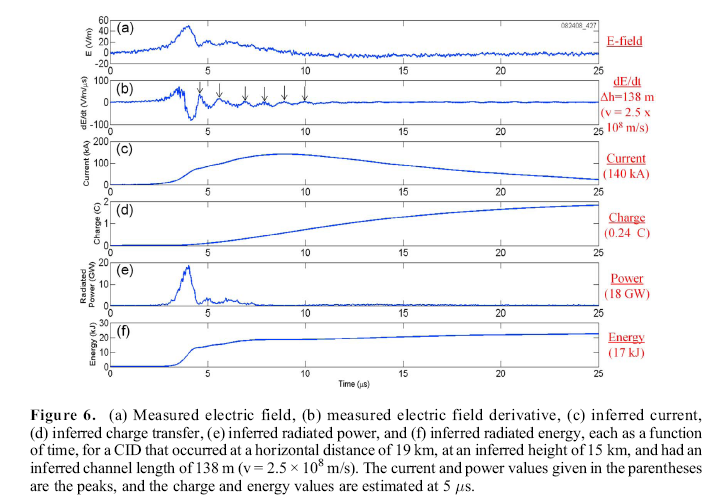 082408_427
(a)
60
40
20
0
-20
E (V/m)
0 5 10 15 20 25
E-field
(b)
100
0
-100
dE/dt (V/m/μs)
0 5 10 15 20 25
dE/dt
Δh=138 m
(v = 2.5 x
10⁸ m/s)
(c)
200
100
0
Current (kA)
0 5 10 15 20 25
Current
(140 kA)
(d)
2
1
0
Charge (C)
0 5 10 15 20 25
Charge
(0.24 C)
(e)
20
10
0
Radiated
Power (GW)
0 5 10 15 20 25
Power
(18 GW)
(f)
30
20
10
0
Energy (kJ)
0 5 10 15 20 25
Energy
(17 kJ)
Time (μs)
Figure 6. (a) Measured electric field, (b) measured electric field derivative, (c) inferred current,
(d) inferred charge transfer, (e) inferred radiated power, and (f) inferred radiated energy, each as a function
of time, for a CID that occurred at a horizontal distance of 19 km, at an inferred height of 15 km, and had an
inferred channel length of 138 m (v = 2.5 × 10⁸ m/s). The current and power values given in the parentheses
are the peaks, and the charge and energy values are estimated at 5 μs.